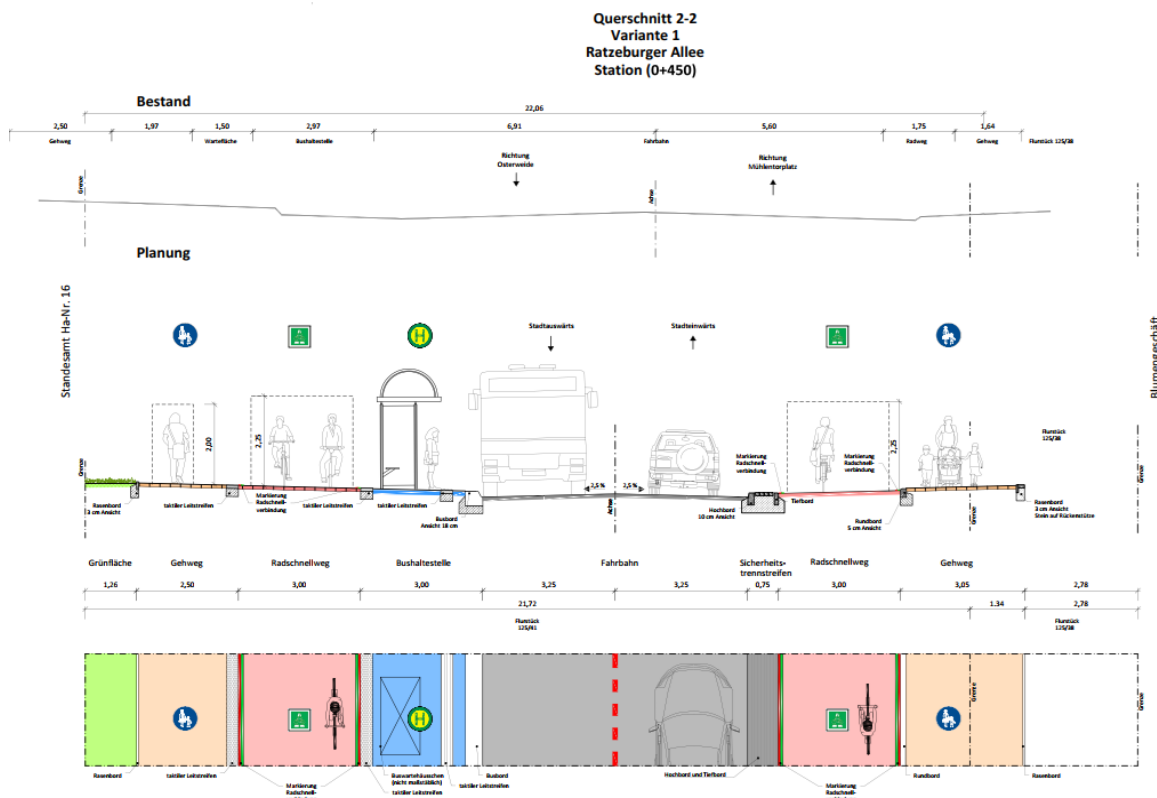 Querschnitt 2-2
Variante 1
Ratzeburger Allee
Station (0+450)
Bestand
22,06
2,50
1,97
1,50
2,97
6,91
5,60
1,75
1,64
Gehweg
Wartefläche
Bushaltestelle
Fahrbahn
Radweg
Gehweg
Flurstück 125/38
Richtung
Osterweide
Richtung
Mühlentorplatz
Grenze
Achse
Grenze
Grenze
Planung
Standesamt Ha-Nr. 16
Blumengeschäft
H
Stadtauswärts
Stadteinwärts
2,00
2,25
2,25
Flurstück
125/38
Grenze
Grenze
Grenze
2,5 %
2,5 %
Achse
Markierung
Radschnell-
verbindung
Markierung
Radschnell-
verbindung
Rasenbord
3 cm Ansicht
taktiler Leitstreifen
Markierung
Radschnell-
verbindung
taktiler Leitstreifen
taktiler Leitstreifen
Busbord
Ansicht 18 cm
Hochbord
10 cm Ansicht
Tiefbord
Rundbord
5 cm Ansicht
Rasenbord
3 cm Ansicht
Stein auf Rückenstütze
Grünfläche
Gehweg
Radschnellweg
Bushaltestelle
Fahrbahn
Sicherheits-
trennstreifen
Radschnellweg
Gehweg
1,26
2,50
3,00
3,00
3,25
3,25
0,75
3,00
3,05
2,78
21,72
1.34
2,78
Flurstück
125/41
Flurstück
125/38
H
Grenze
Grenze
Rasenbord
taktiler Leitstreifen
Markierung
Radschnell-
Buswartehäuschen
(nicht maßstäblich)
taktiler Leitstreifen
taktiler Leitstreifen
Busbord
Hochbord und Tiefbord
Markierung
Radschnell-
Rundbord
Rasenbord